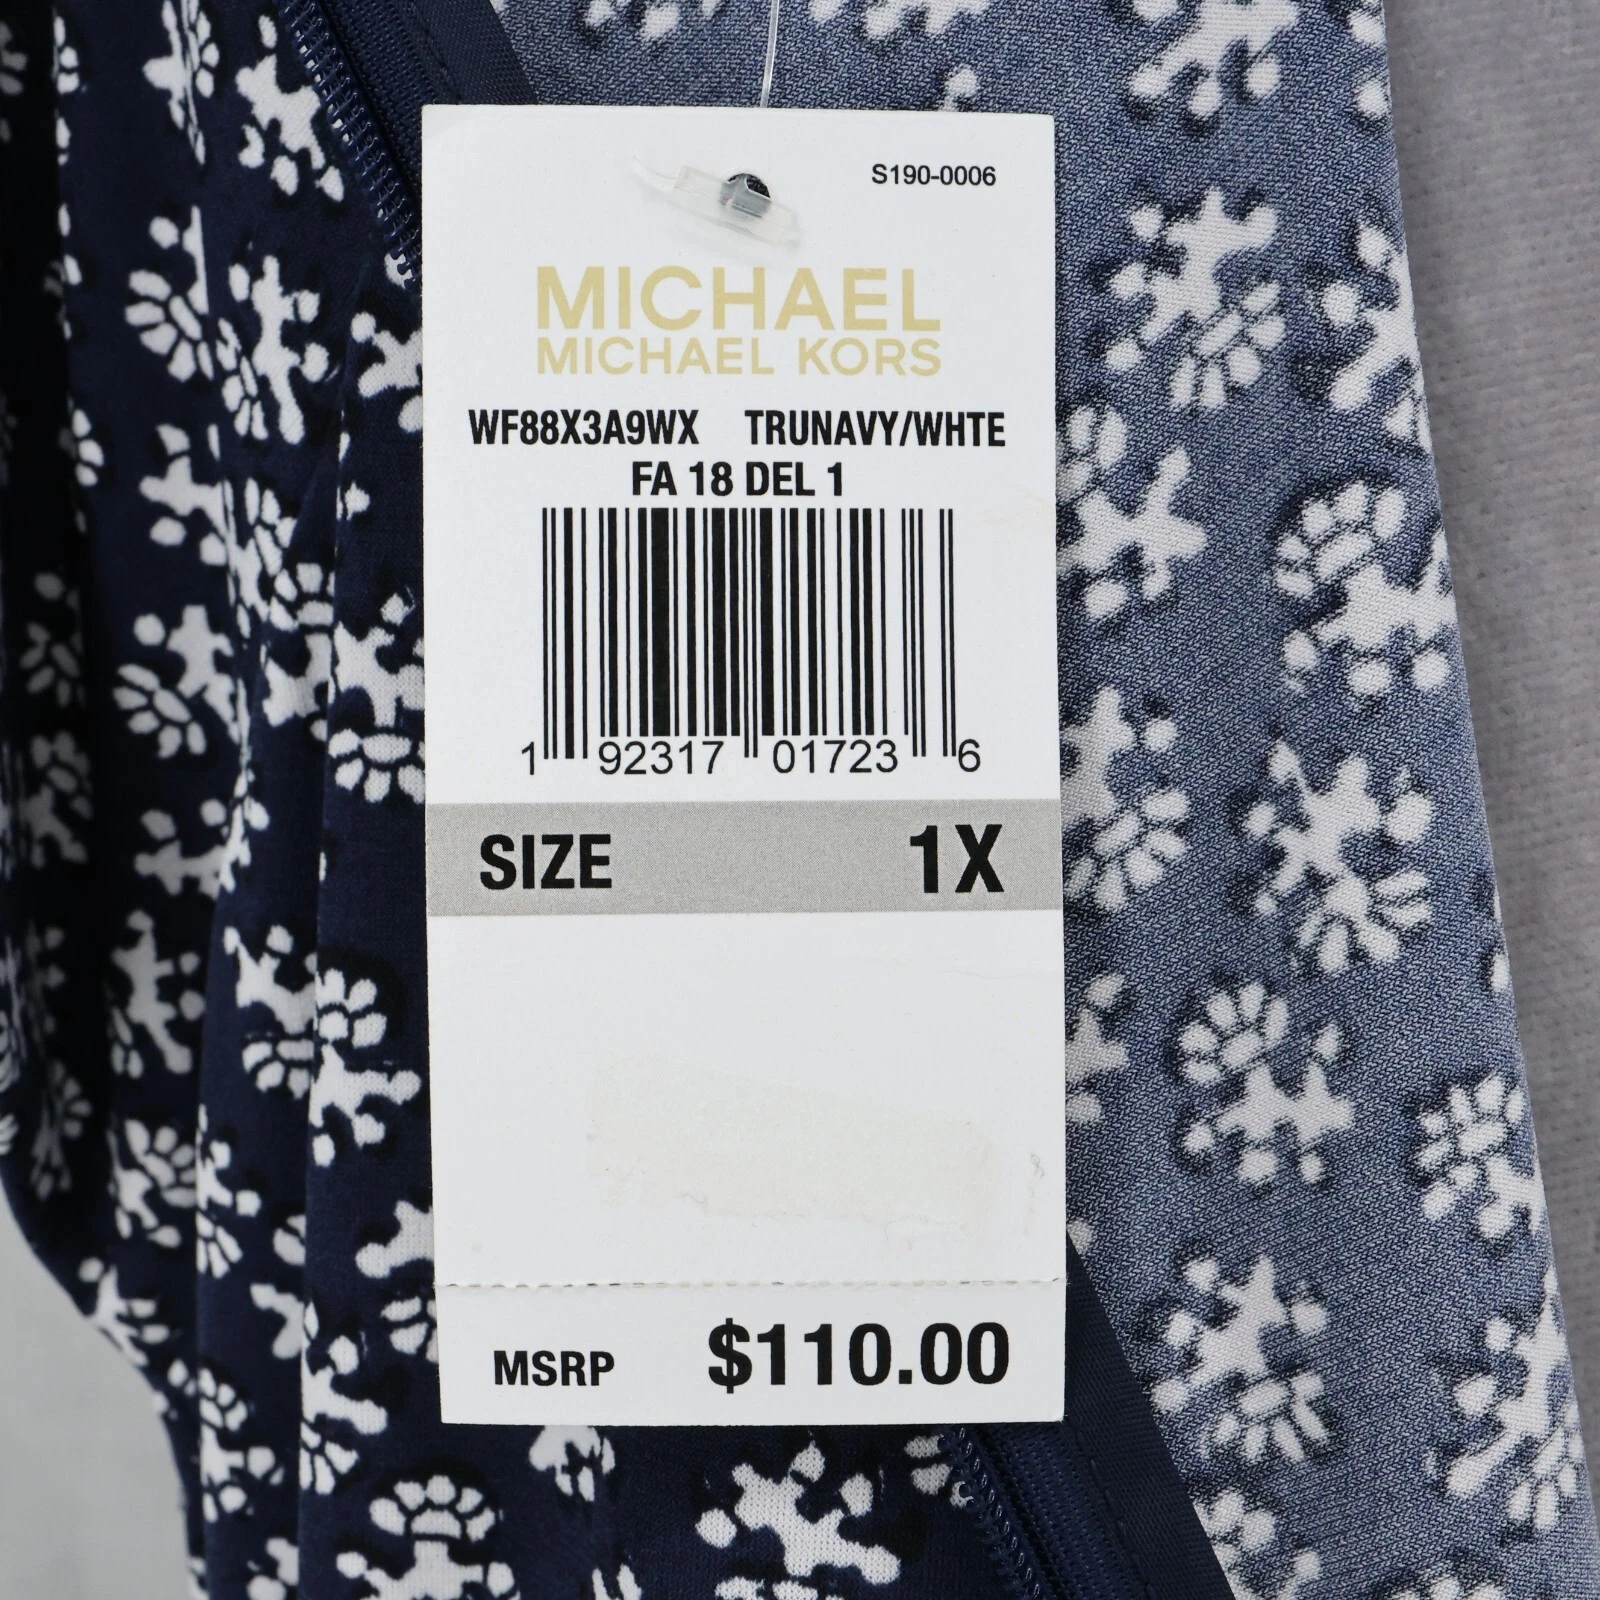 S190-0006
MICHAEL
MICHAEL KORS
WF88X3A9WX TRUNAVY/WHTE
FA 18 DEL 1
1 92317 01723 6
SIZE 1X
MSRP $110.00